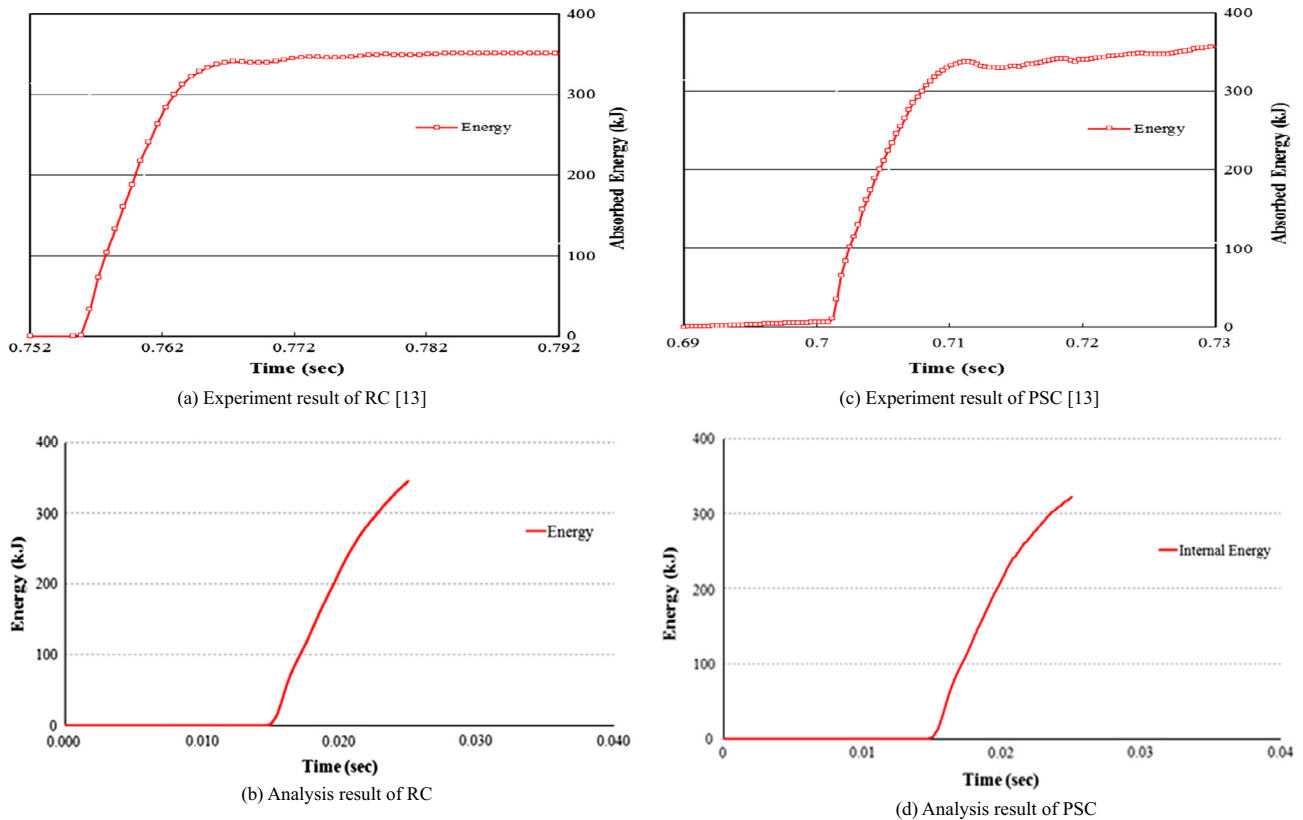 400
300
200
100
0
Absorbed Energy (kJ)
Energy
0.752
0.762
0.772
0.782
0.792
Time (sec)
(a) Experiment result of RC [13]
400
300
200
100
0
Absorbed Energy (kJ)
Energy
0.69
0.7
0.71
0.72
0.73
Time (sec)
(c) Experiment result of PSC [13]
400
300
200
100
0
Energy (kJ)
Energy
0.000
0.010
0.020
0.030
0.040
Time (sec)
(b) Analysis result of RC
400
300
200
100
0
Energy (kJ)
Internal Energy
0
0.01
0.02
0.03
0.04
Time (sec)
(d) Analysis result of PSC